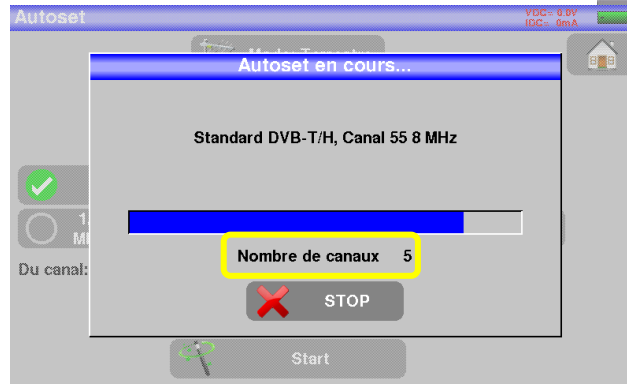 Autoset
VDC= 0.0V
IDC= 0mA
Mode: Terrestre
Autoset en cours...
Standard DVB-T/H, Canal 55 8 MHz
Nombre de canaux 5
Du canal:
STOP
Start